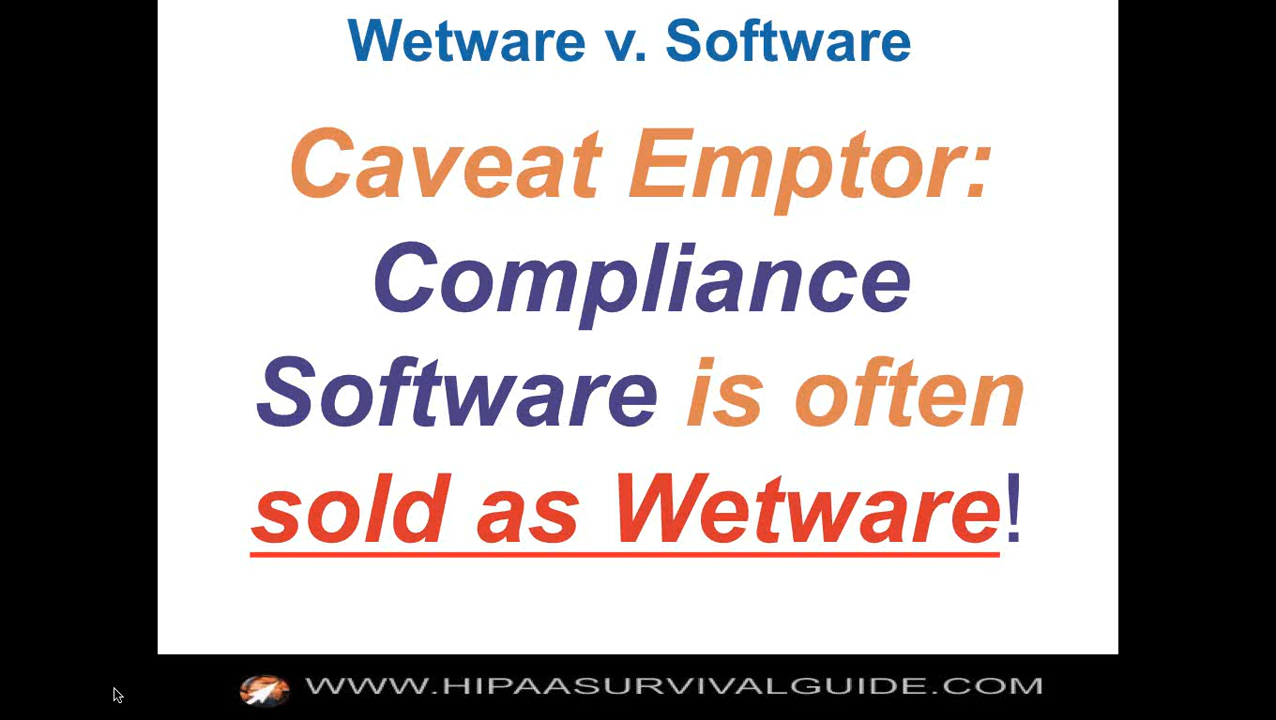 Wetware v. Software
Caveat Emptor:
Compliance
Software is often
sold as Wetware!
WWW.HIPAASURVIVALGUIDE.COM